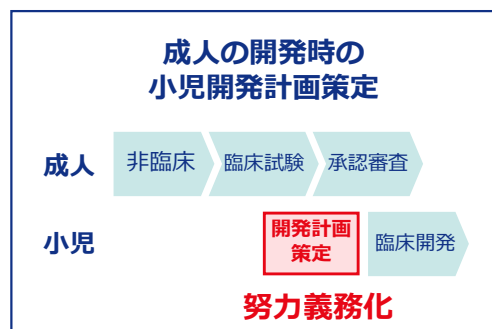 成人の開発時の
小児開発計画策定
成人 非臨床 臨床試験 承認審査
小児 開発計画 臨床開発
策定
努力義務化